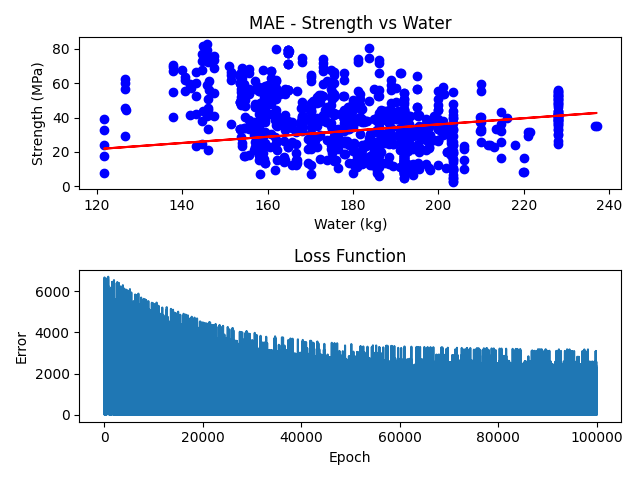 MAE - Strength vs Water
80
60
40
20
0
Strength (MPa)
120 140 160 180 200 220 240
Water (kg)
Loss Function
6000
4000
2000
0
Error
0 20000 40000 60000 80000 100000
Epoch